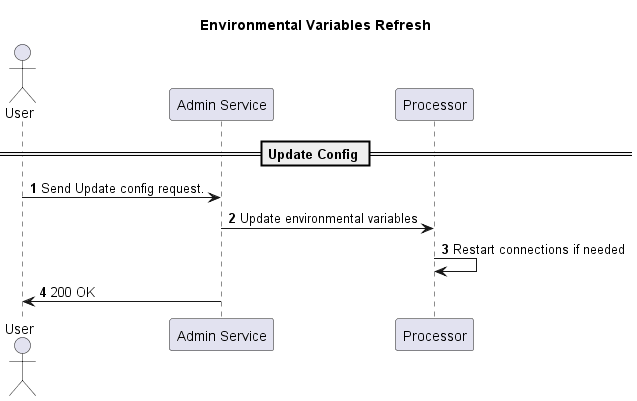 Environmental Variables Refresh
User
Admin Service
Processor
Update Config
1 Send Update config request.
2 Update environmental variables
3 Restart connections if needed
4 200 OK
User
Admin Service
Processor